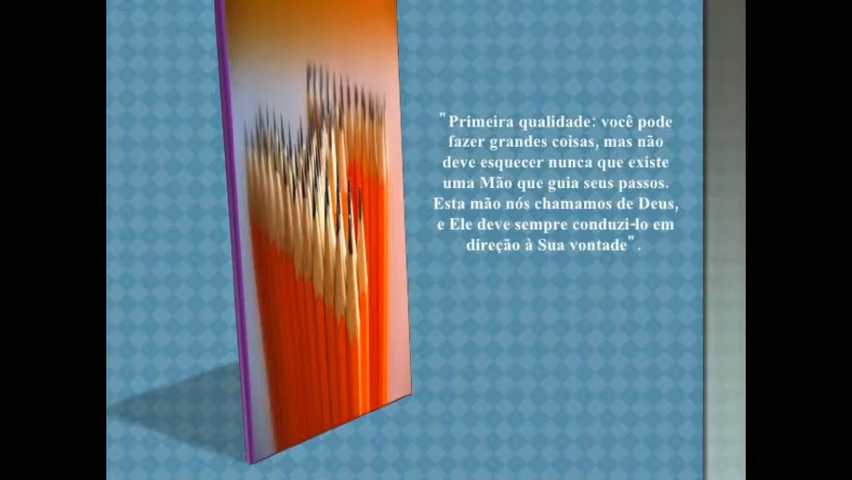 "Primeira qualidade: você pode
fazer grandes coisas, mas não
deve esquecer nunca que existe
uma Mão que guia seus passos.
Esta mão nós chamamos de Deus,
e Ele deve sempre conduzi-lo em
direção à Sua vontade".